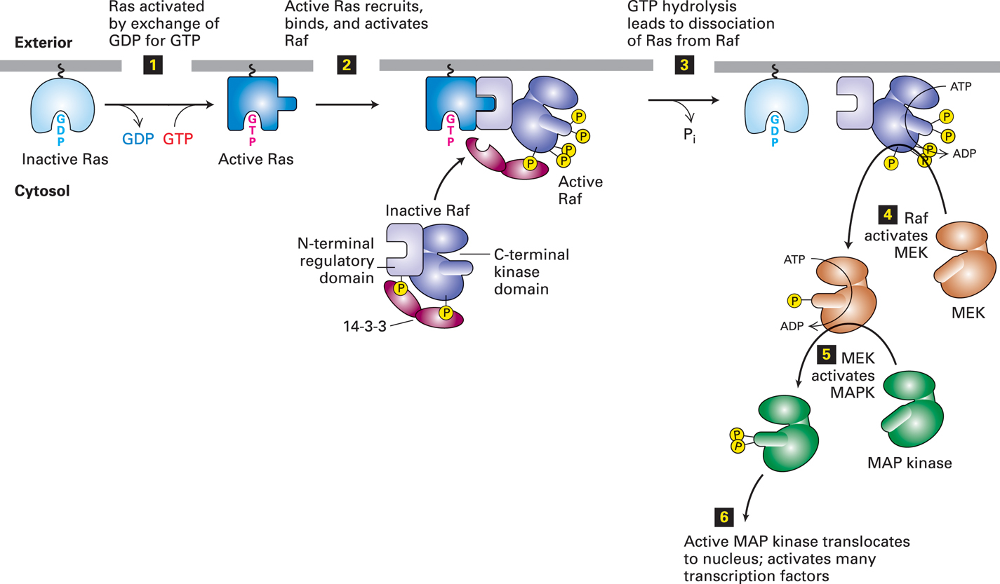 Ras activated
by exchange of
GDP for GTP
Active Ras recruits,
binds, and activates
Raf
GTP hydrolysis
leads to dissociation
of Ras from Raf
Exterior
1
2
3
G
D
P
GDP
GTP
Inactive Ras
G
T
P
Active Ras
G
T
P
P
P
P
P
P
Active
Raf
Pi
G
D
P
ATP
P
P
P
P
P
ADP
Cytosol
Inactive Raf
N-terminal
regulatory
domain
C-terminal
kinase
domain
P
P
14-3-3
4 Raf
activates
MEK
MEK
ATP
P
ADP
5 MEK
activates
MAPK
MAP kinase
P
P
6
Active MAP kinase translocates
to nucleus; activates many
transcription factors